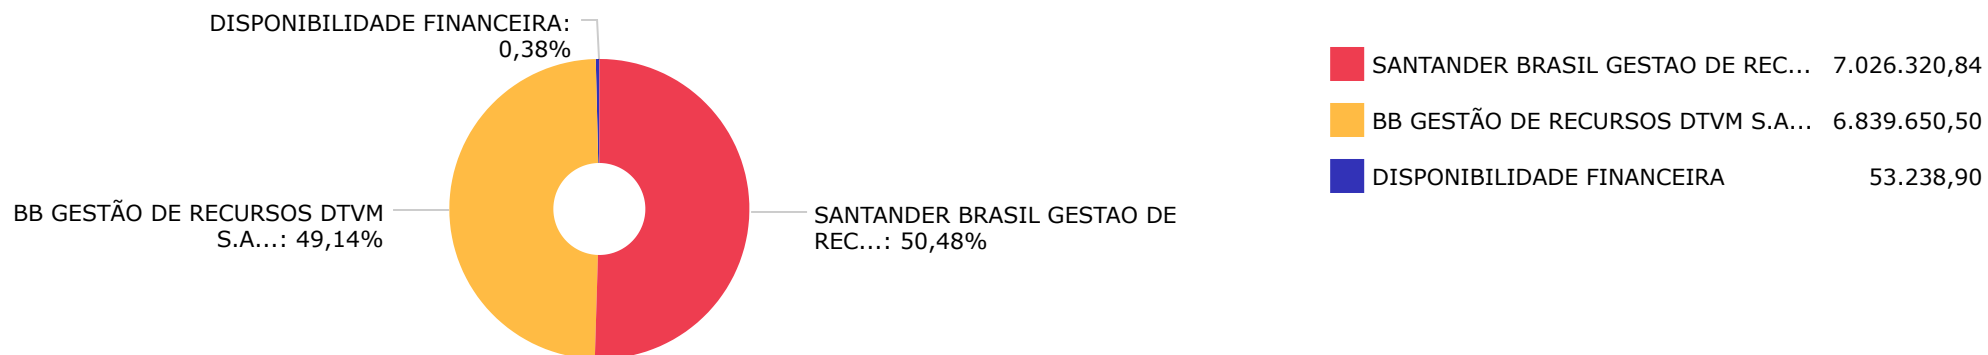 DISPONIBILIDADE FINANCEIRA:
0,38%
BB GESTÃO DE RECURSOS DTVM
S.A...: 49,14%
SANTANDER BRASIL GESTAO DE
REC...: 50,48%
SANTANDER BRASIL GESTAO DE REC... 7.026.320,84
BB GESTÃO DE RECURSOS DTVM S.A... 6.839.650,50
DISPONIBILIDADE FINANCEIRA 53.238,90